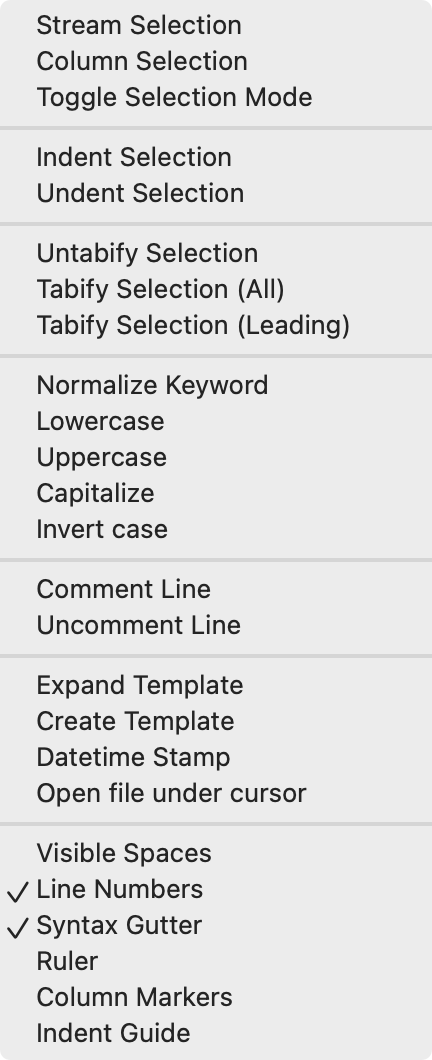 Stream Selection
Column Selection
Toggle Selection Mode
Indent Selection
Undent Selection
Untabify Selection
Tabify Selection (All)
Tabify Selection (Leading)
Normalize Keyword
Lowercase
Uppercase
Capitalize
Invert case
Comment Line
Uncomment Line
Expand Template
Create Template
Datetime Stamp
Open file under cursor
Visible Spaces
Line Numbers
Syntax Gutter
Ruler
Column Markers
Indent Guide